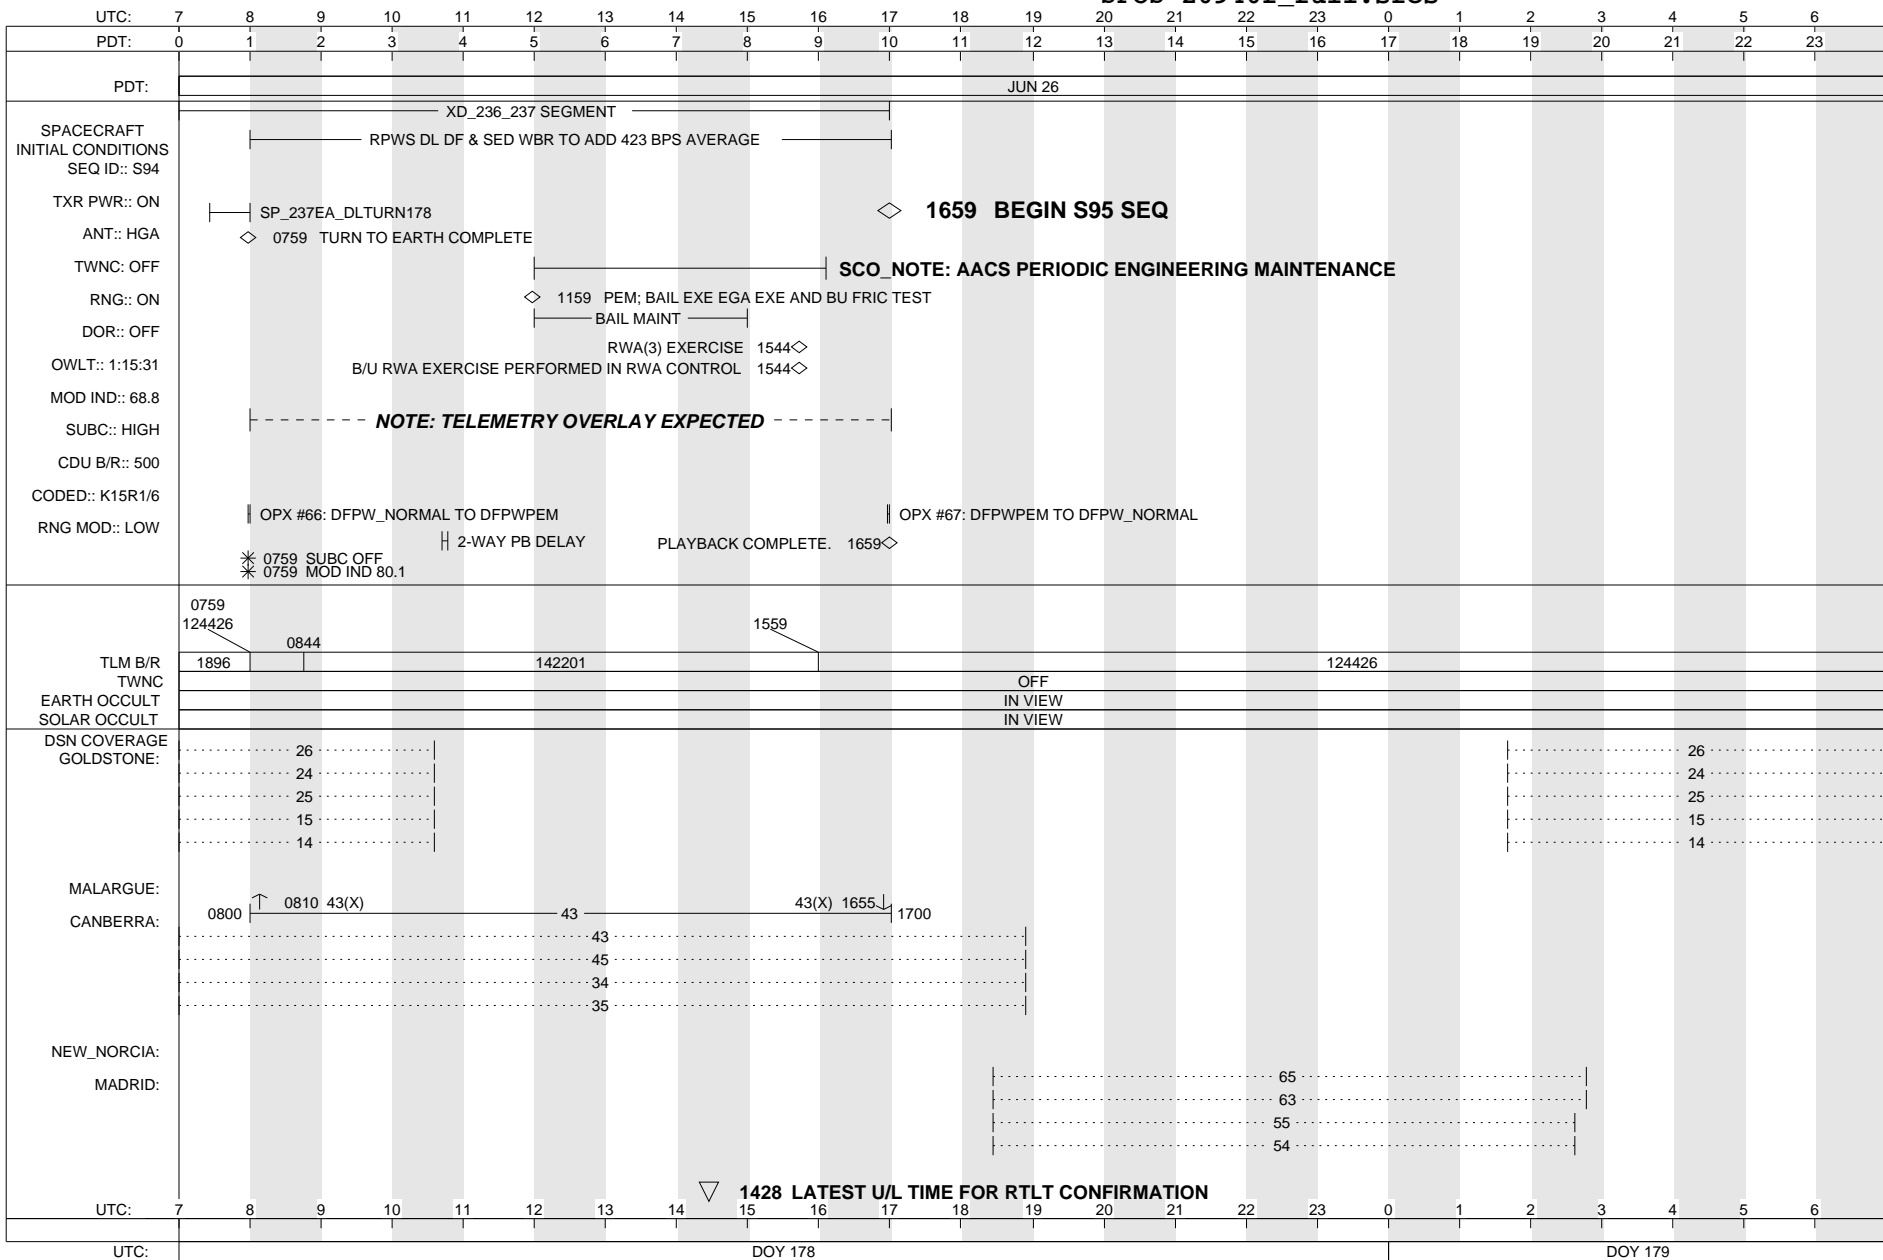 UTC: 7 8 9 10 11 12 13 14 15 16 17 18 19 20 21 22 23 0 1 2 3 4 5 6
PDT: 0 1 2 3 4 5 6 7 8 9 10 11 12 13 14 15 16 17 18 19 20 21 22 23
PDT: JUN 26
XD_236_237 SEGMENT
SPACECRAFT
INITIAL CONDITIONS
RPWS DL DF & SED WBR TO ADD 423 BPS AVERAGE
SEQ ID:: S94
TXR PWR:: ON
SP_237EA_DLTURN178
1659 BEGIN S95 SEQ
ANT:: HGA
0759 TURN TO EARTH COMPLETE
TWNC: OFF
SCO_NOTE: AACS PERIODIC ENGINEERING MAINTENANCE
RNG:: ON
1159 PEM; BAIL EXE EGA EXE AND BU FRIC TEST
BAIL MAINT
DOR:: OFF
RWA(3) EXERCISE 1544
OWLT:: 1:15:31
B/U RWA EXERCISE PERFORMED IN RWA CONTROL 1544
MOD IND:: 68.8
NOTE: TELEMETRY OVERLAY EXPECTED
SUBC:: HIGH
CDU B/R:: 500
CODED:: K15R1/6
OPX #66: DFPW_NORMAL TO DFPWPEM
OPX #67: DFPWPEM TO DFPW_NORMAL
RNG MOD:: LOW
2-WAY PB DELAY
PLAYBACK COMPLETE. 1659
0759 SUBC OFF
0759 MOD IND 80.1
0759
124426
1559
0844
TLM B/R 1896 142201 124426
TWNC OFF
EARTH OCCULT IN VIEW
SOLAR OCCULT IN VIEW
DSN COVERAGE
GOLDSTONE:
26 26
24 24
25 25
15 15
14 14
MALARGUE:
0810 43(X) 43(X) 1655
CANBERRA: 0800 43 1700
43
45
34
35
NEW_NORCIA:
MADRID:
65
63
55
54
1428 LATEST U/L TIME FOR RTLT CONFIRMATION
UTC: 7 8 9 10 11 12 13 14 15 16 17 18 19 20 21 22 23 0 1 2 3 4 5 6
UTC: DOY 178 DOY 179